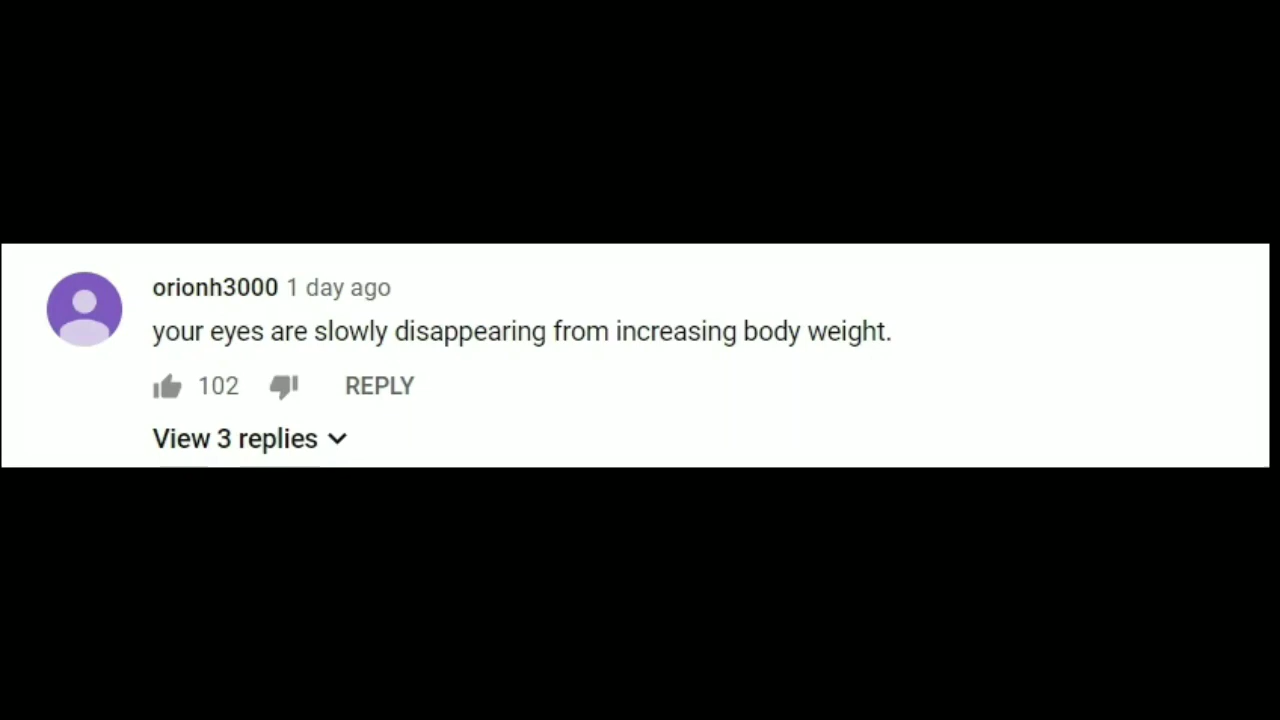 orionh3000 1 day ago
your eyes are slowly disappearing from increasing body weight.
102 REPLY
View 3 replies